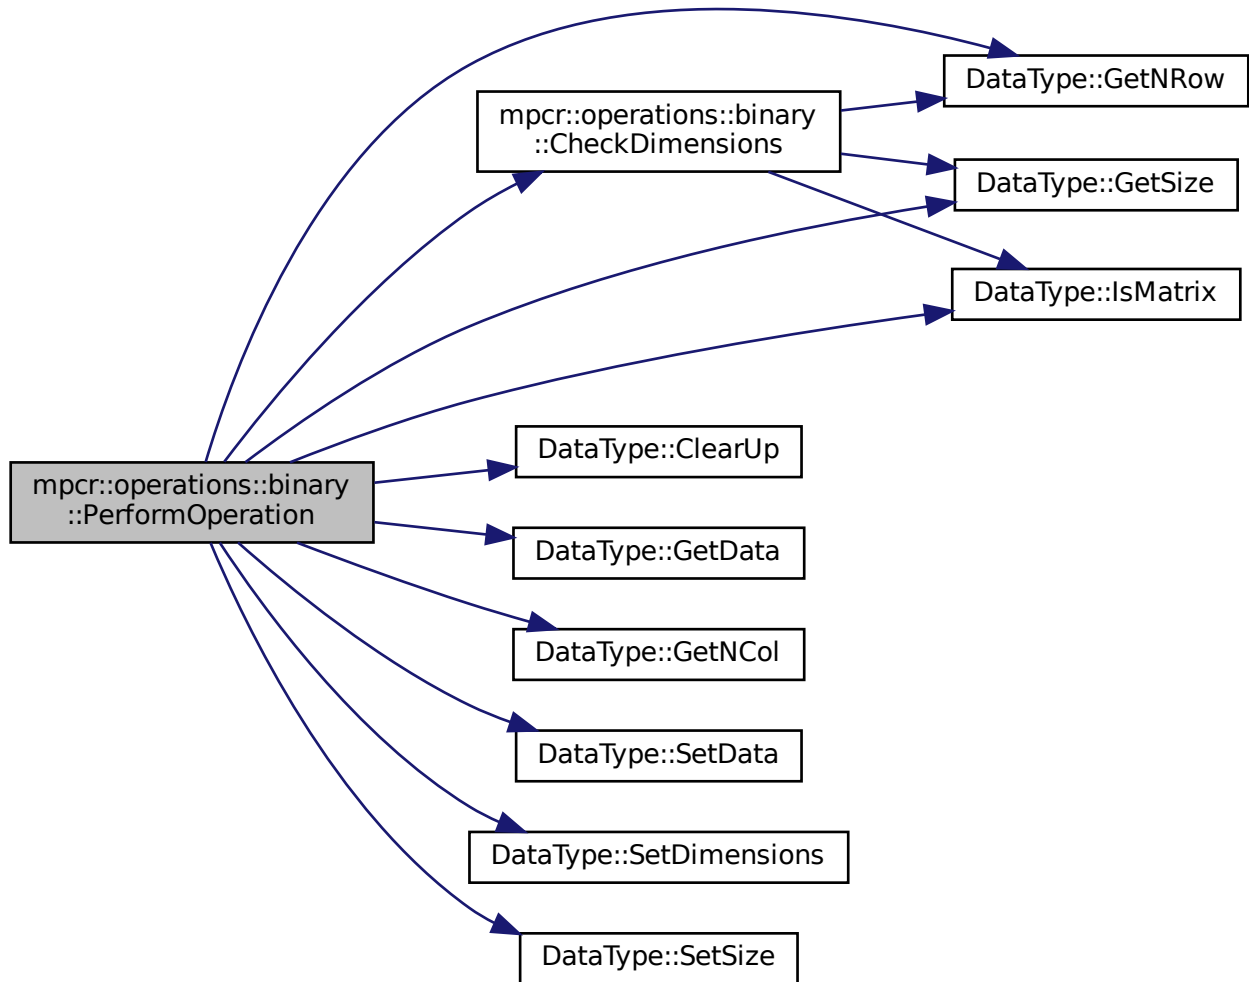 DataType::GetNRow
mpcr::operations::binary
::CheckDimensions
DataType::GetSize
DataType::IsMatrix
DataType::ClearUp
mpcr::operations::binary
::PerformOperation
DataType::GetData
DataType::GetNCol
DataType::SetData
DataType::SetDimensions
DataType::SetSize